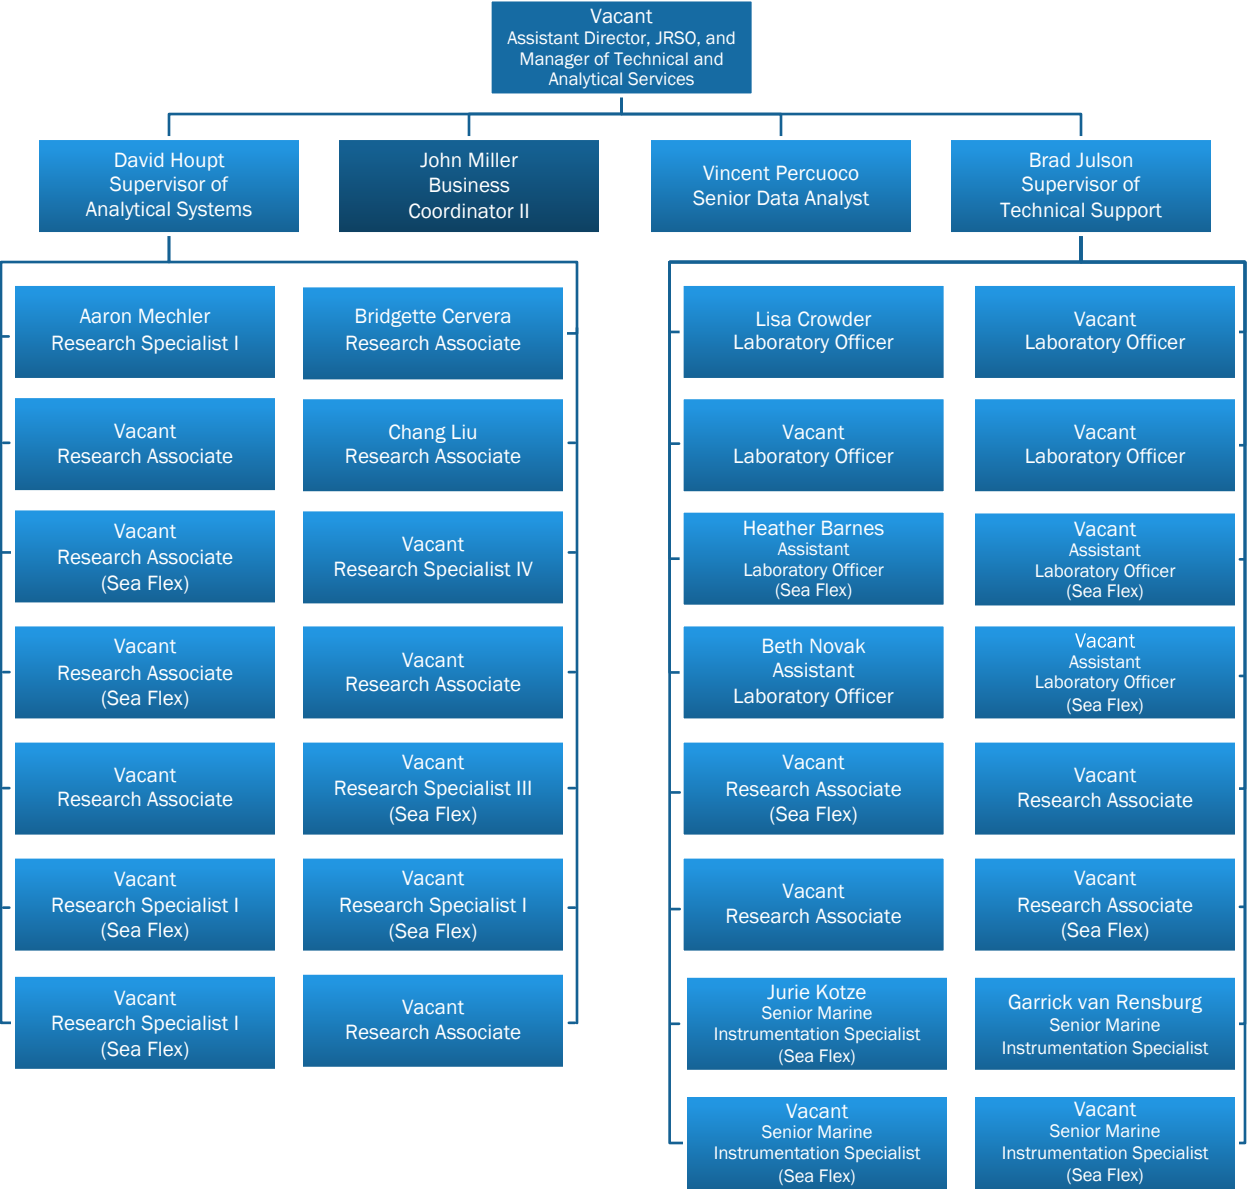 Vacant
Assistant Director, JRSO, and
Manager of Technical and
Analytical Services
David Houpt
Supervisor of
Analytical Systems
John Miller
Business
Coordinator II
Vincent Percuoco
Senior Data Analyst
Brad Julson
Supervisor of
Technical Support
Aaron Mechler
Research Specialist I
Bridgette Cervera
Research Associate
Vacant
Research Associate
Chang Liu
Research Associate
Vacant
Research Associate
(Sea Flex)
Vacant
Research Specialist IV
Vacant
Research Associate
(Sea Flex)
Vacant
Research Associate
Vacant
Research Associate
Vacant
Research Specialist III
(Sea Flex)
Vacant
Research Specialist I
(Sea Flex)
Vacant
Research Specialist I
(Sea Flex)
Vacant
Research Specialist I
(Sea Flex)
Vacant
Research Associate
Lisa Crowder
Laboratory Officer
Vacant
Laboratory Officer
Vacant
Laboratory Officer
Vacant
Laboratory Officer
Heather Barnes
Assistant
Laboratory Officer
(Sea Flex)
Vacant
Assistant
Laboratory Officer
(Sea Flex)
Beth Novak
Assistant
Laboratory Officer
Vacant
Assistant
Laboratory Officer
(Sea Flex)
Vacant
Research Associate
(Sea Flex)
Vacant
Research Associate
Vacant
Research Associate
Vacant
Research Associate
(Sea Flex)
Jurie Kotze
Senior Marine
Instrumentation Specialist
(Sea Flex)
Garrick van Rensburg
Senior Marine
Instrumentation Specialist
Vacant
Senior Marine
Instrumentation Specialist
(Sea Flex)
Vacant
Senior Marine
Instrumentation Specialist
(Sea Flex)